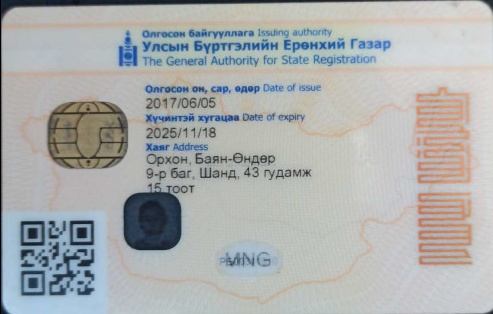 Олгосон байгууллага Issuing authority
Улсын Бүртгэлийн Ерөнхий Газар
The General Authority for State Registration
Олгосон он, сар, өдөр Date of issue
2017/06/05
Хүчинтэй хугацаа Date of expiry
2025/11/18
Хаяг Address
Орхон, Баян-Өндөр
9-р баг, Шанд, 43 гудамж
15 тоот
MNG